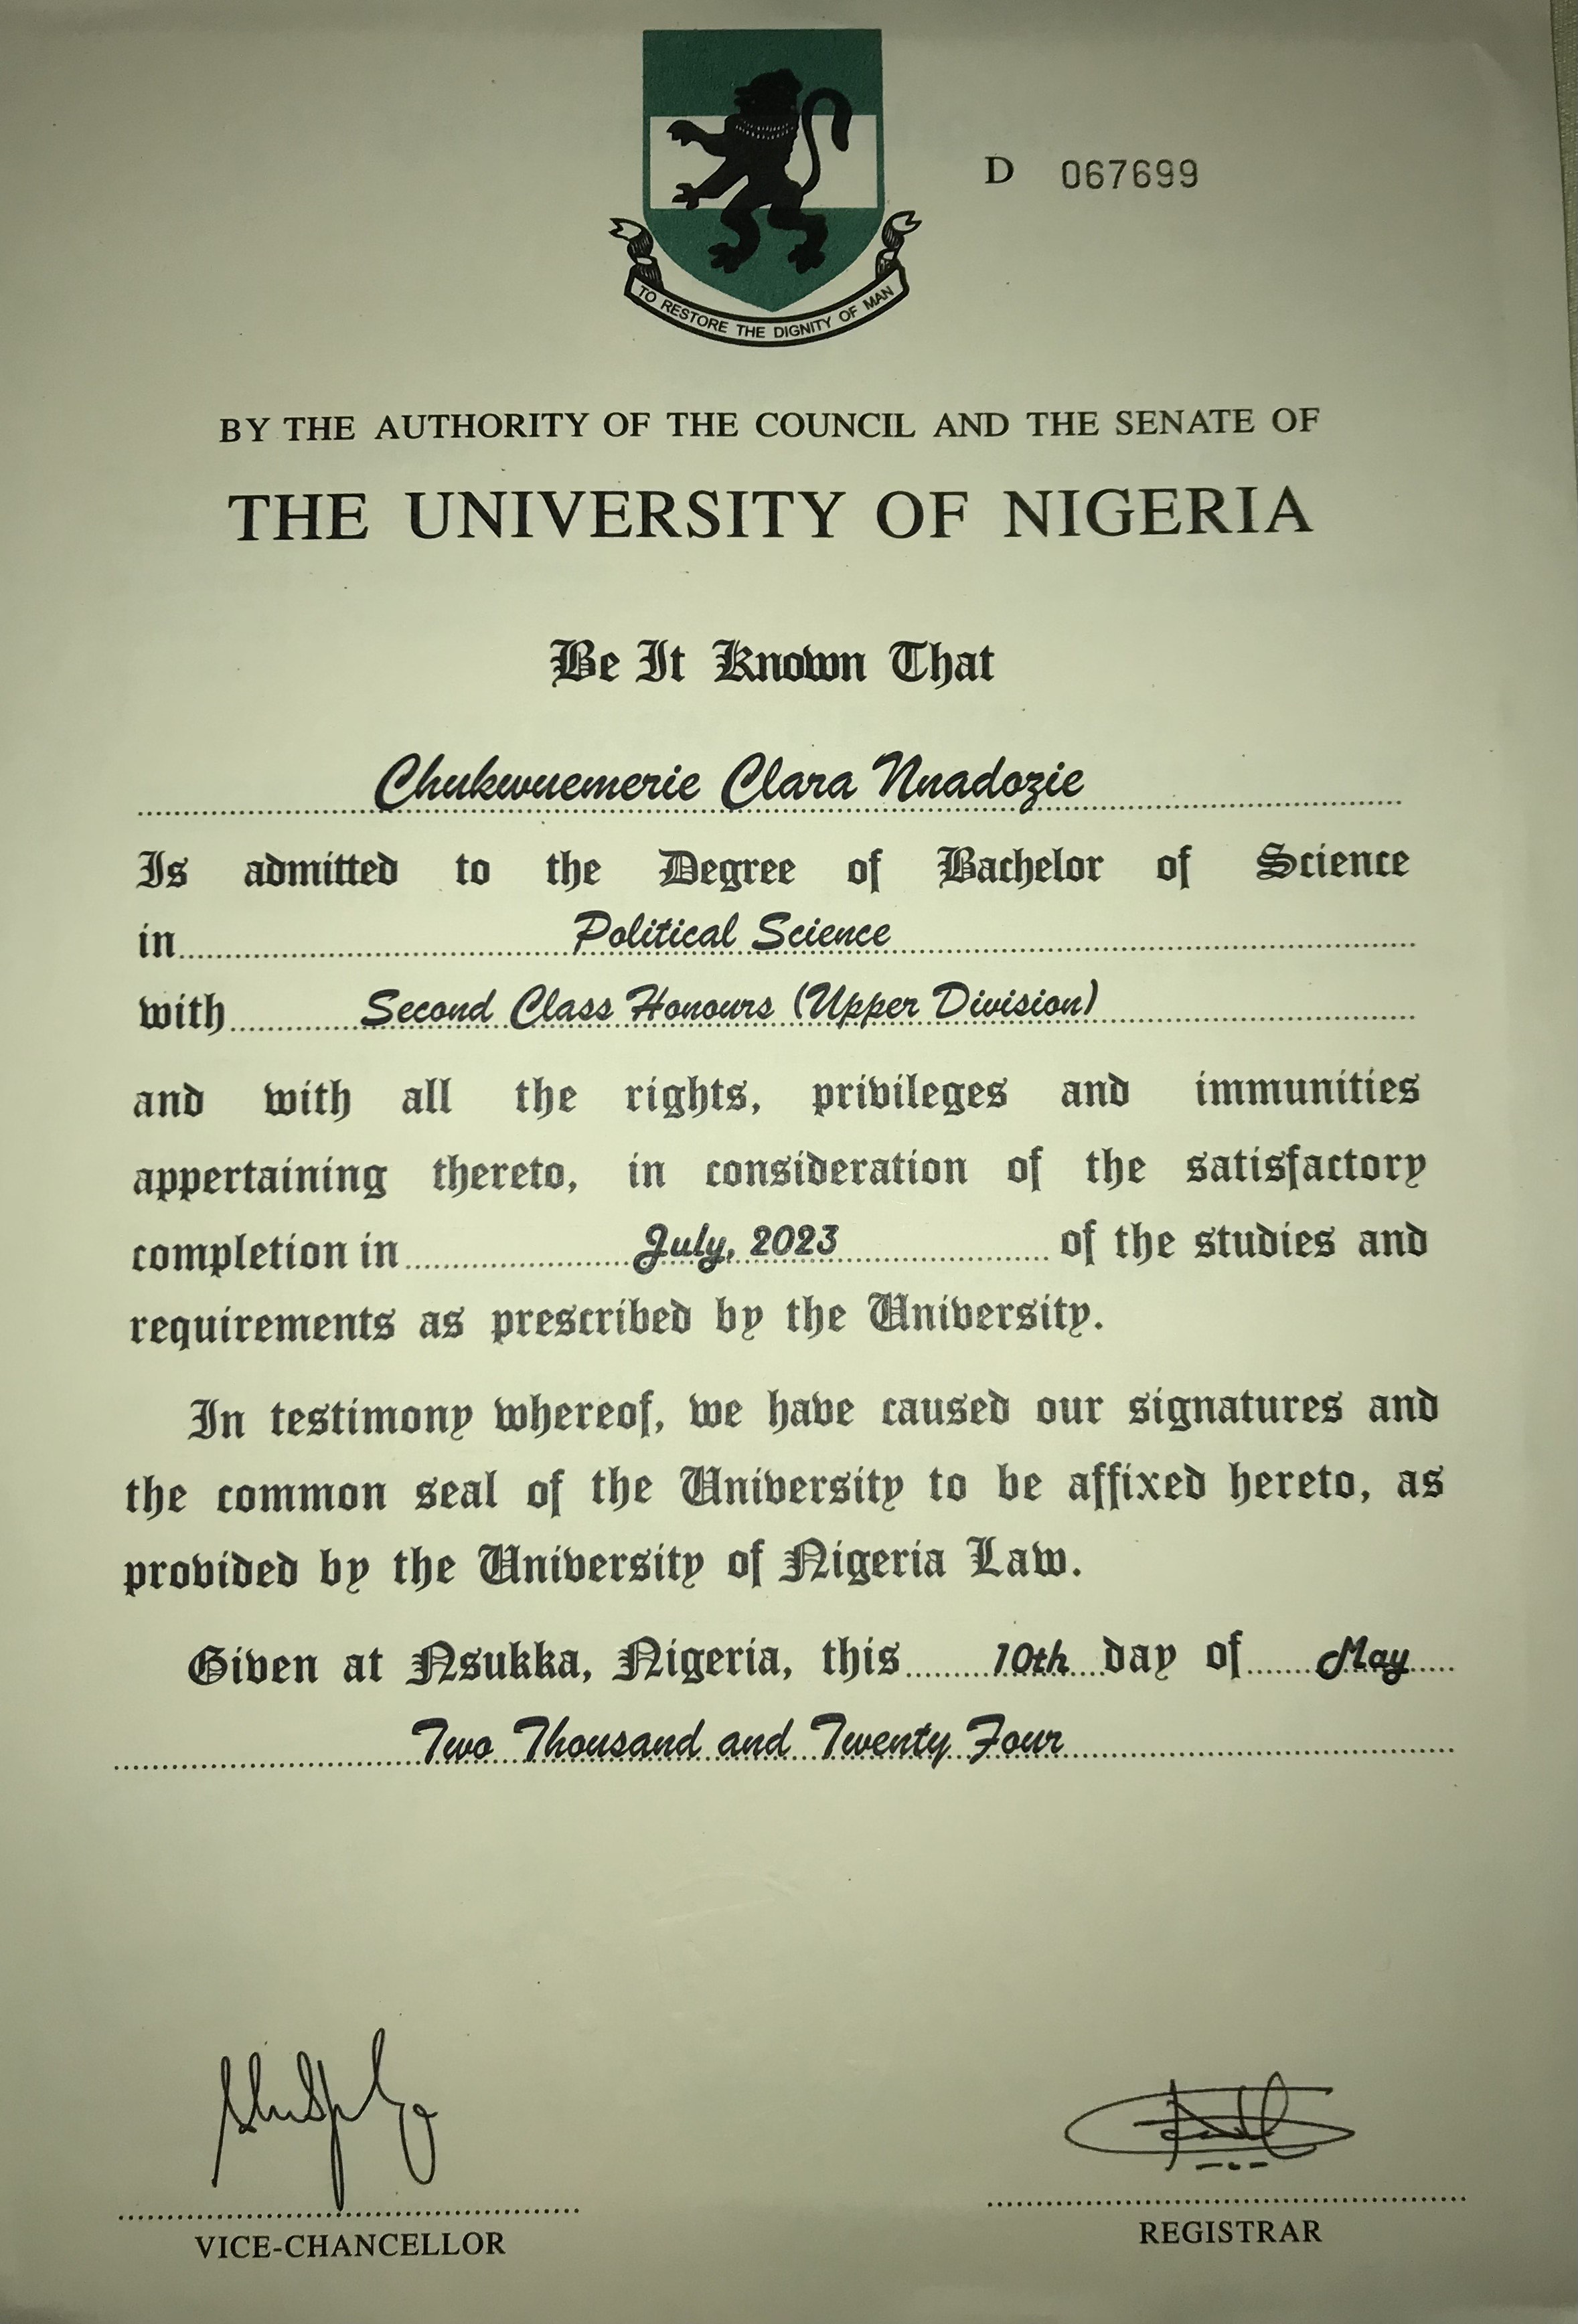 D 067699
TO RESTORE THE DIGNITY OF MAN
BY THE AUTHORITY OF THE COUNCIL AND THE SENATE OF
THE UNIVERSITY OF NIGERIA
Be It Known That
Chukwuemerie Clara Nnadozie
Is admitted to the Degree of Bachelor of Science
in Political Science
with Second Class Honours (Upper Division)
and with all the rights, privileges and immunities
appertaining thereto, in consideration of the satisfactory
completion in July, 2023 of the studies and
requirements as prescribed by the University.
In testimony whereof, we have caused our signatures and
the common seal of the University to be affixed hereto, as
provided by the University of Nigeria Law.
Given at Nsukka, Nigeria, this 10th day of May
Two Thousand and Twenty Four
VICE-CHANCELLOR
REGISTRAR